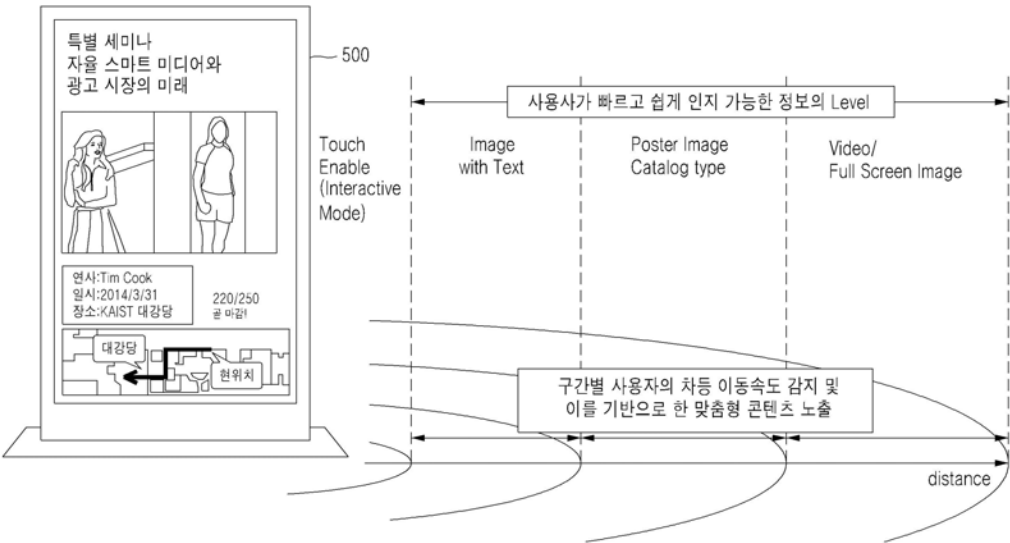 특별 세미나
자율 스마트 미디어와
광고 시장의 미래
500
사용사가 빠르고 쉽게 인지 가능한 정보의 Level
Touch
Enable
(Interactive
Mode)
Image
with Text
Poster Image
Catalog type
Video/
Full Screen Image
연사:Tim Cook
일시:2014/3/31
장소:KAIST 대강당
220/250
곧 마감!
대강당
현위치
구간별 사용자의 차등 이동속도 감지 및
이를 기반으로 한 맞춤형 콘텐츠 노출
distance